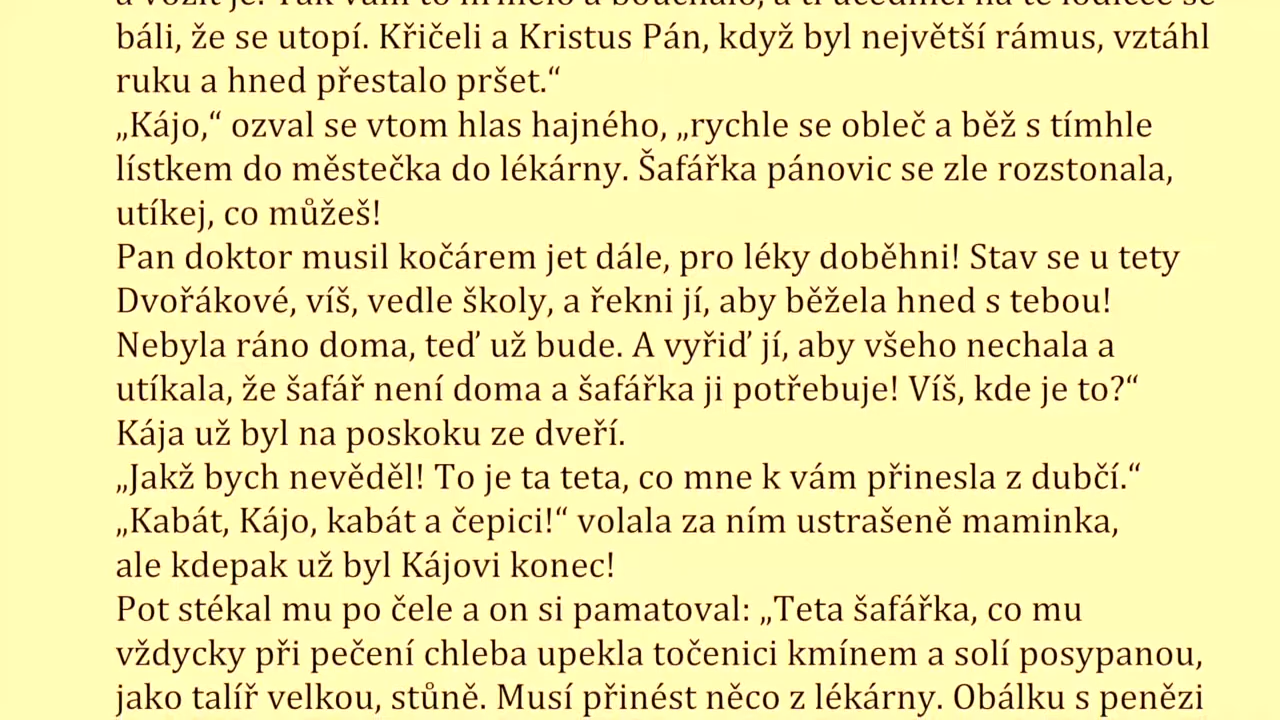 báli, že se utopí. Křičeli a Kristus Pán, když byl největší rámus, vztáhl
ruku a hned přestalo pršet.“
„Kájo,“ ozval se vtom hlas hajného, „rychle se obleč a běž s tímhle
lístkem do městečka do lékárny. Šafářka pánovic se zle rozstonala,
utíkej, co můžeš!
Pan doktor musil kočárem jet dále, pro léky doběhni! Stav se u tety
Dvořákové, víš, vedle školy, a řekni jí, aby běžela hned s tebou!
Nebyla ráno doma, teď už bude. A vyřiď jí, aby všeho nechala a
utíkala, že šafář není doma a šafářka ji potřebuje! Víš, kde je to?“
Kája už byl na poskoku ze dveří.
„Jakž bych nevěděl! To je ta teta, co mne k vám přinesla z dubčí.“
„Kabát, Kájo, kabát a čepici!“ volala za ním ustrašeně maminka,
ale kdepak už byl Kájovi konec!
Pot stékal mu po čele a on si pamatoval: „Teta šafářka, co mu
vždycky při pečení chleba upekla točenici kmínem a solí posypanou,
jako talíř velkou, stůně. Musí přinést něco z lékárny. Obálku s penězi